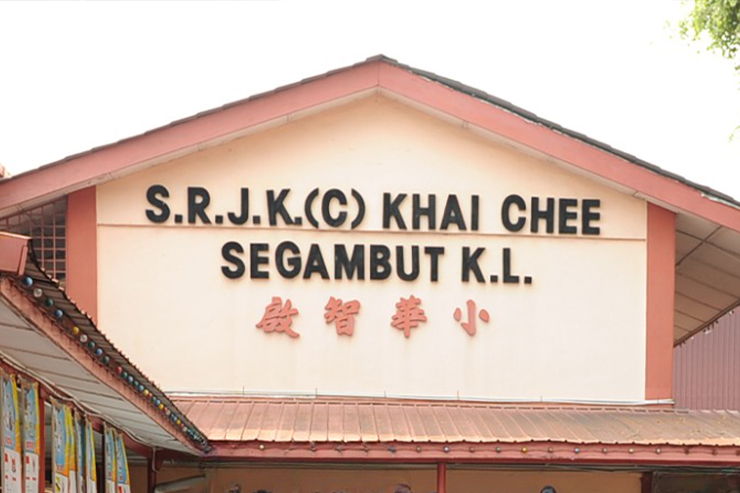 S.R.J.K.(C) KHAI CHEE
SEGAMBUT K.L.
啟智華小